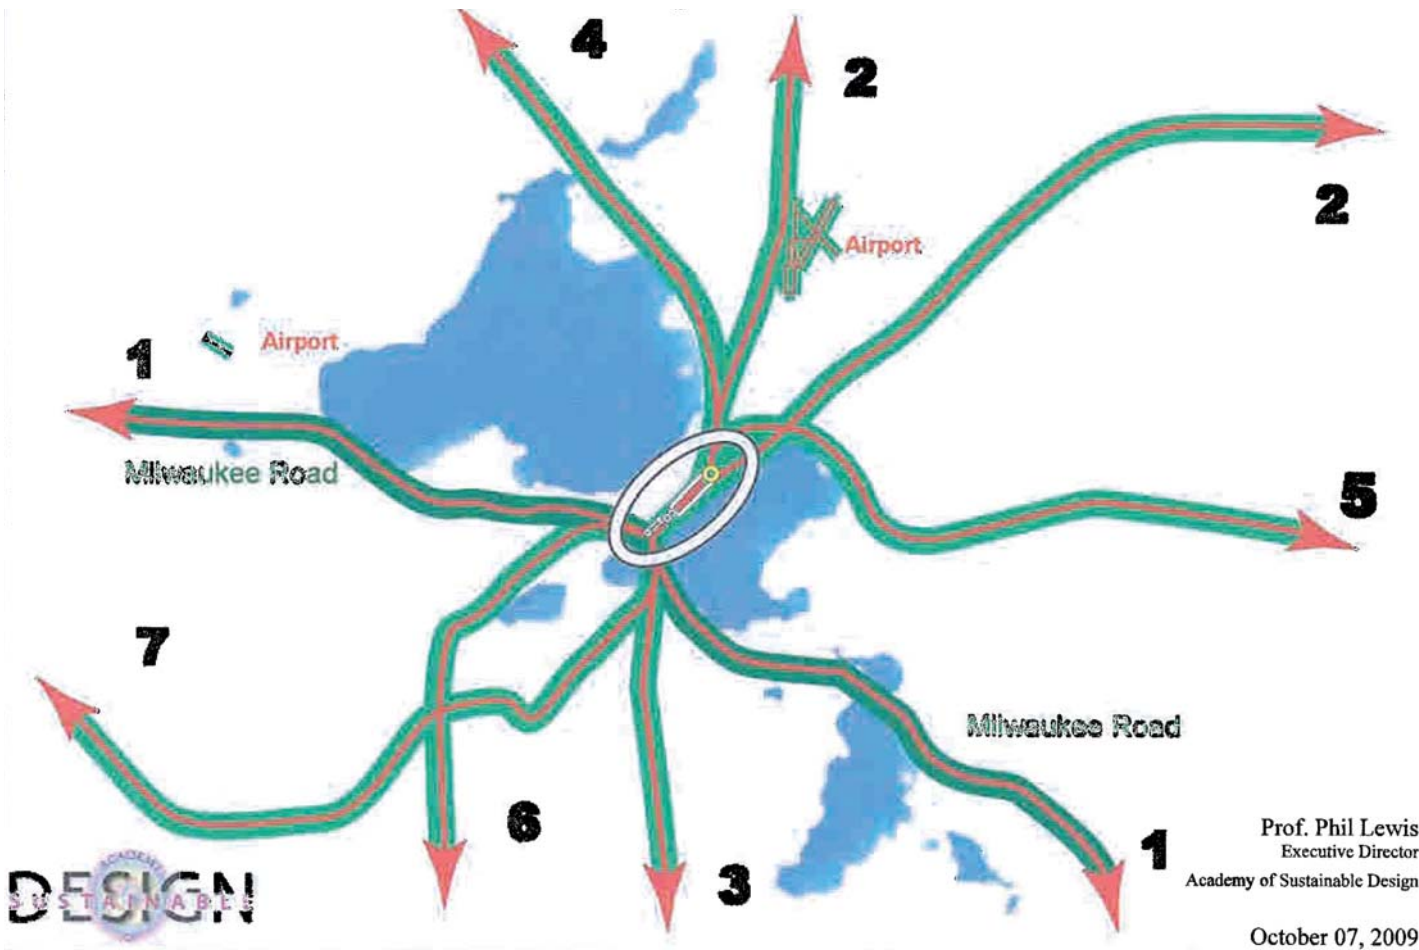 4
2
2
Airport
1
Airport
Milwaukee Road
5
7
Milwaukee Road
6
3
1
Prof. Phil Lewis
Executive Director
Academy of Sustainable Design
October 07, 2009
ACADEMY
DESIGN
SUSTAINABLE